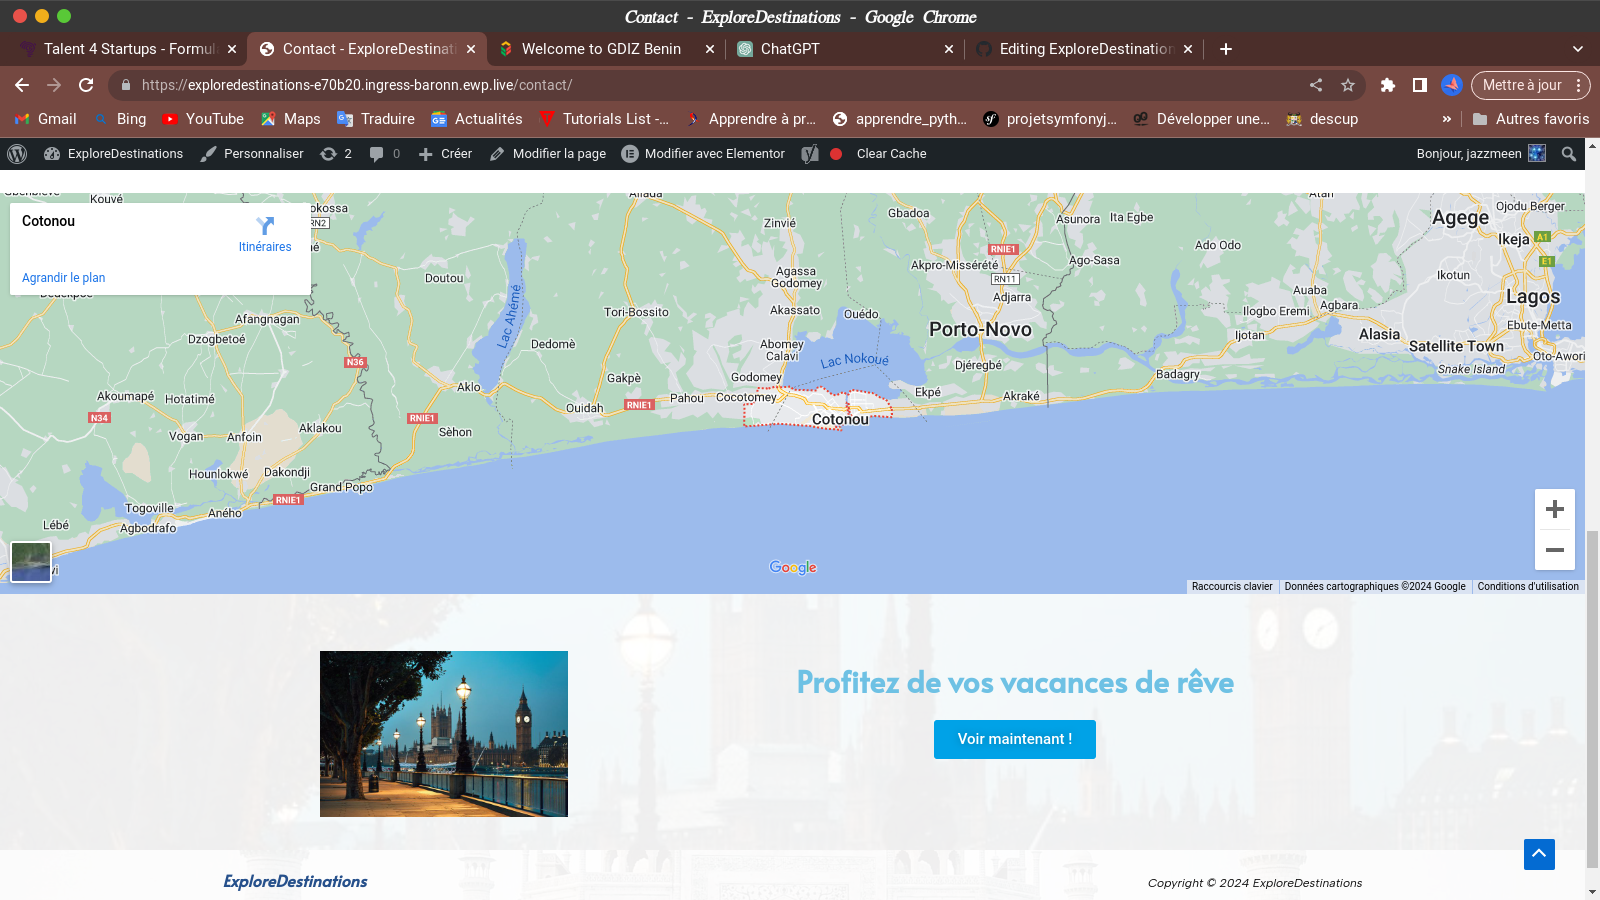 Contact - ExploreDestinations - Google Chrome
Talent 4 Startups - Formul
Contact - ExploreDestinati
Welcome to GDIZ Benin
ChatGPT
Editing ExploreDestination
https://exploredestinations-e70b20.ingress-baronn.ewp.live/contact/
Mettre à jour
Gmail
Bing
YouTube
Maps
Traduire
Actualités
Tutorials List -...
Apprendre à pr...
apprendre_pyth...
projetsymfonyj...
Développer une...
descup
»
Autres favoris
ExploreDestinations
Personnaliser
2
0
Créer
Modifier la page
Modifier avec Elementor
Clear Cache
Bonjour, jazzmeen
Cotonou
Itinéraires
Agrandir le plan
Kouvé
okossa
RN2
Zinvié
Gbadoa
Asunora
Ita Egbe
Agege
Ojodu Berger
Ikeja
A1
E1
Ado Odo
RNIE1
Ago-Sasa
Akpro-Missérété
RN11
Adjarra
Ikotun
Lagos
Auaba
Agbara
Ilogbo Eremi
Doutou
Agassa
Godomey
Akassato
Ouédo
Tori-Bossito
Lac Ahémé
Afangnagan
Dzogbetoé
Porto-Novo
Ijotan
Alasia
Ebute-Metta
Satellite Town
Oto-Awori
Snake Island
Dedomè
Abomey
Calavi
Lac Nokoué
Djéregbé
N36
Badagry
Godomey
Gakpè
Aklo
Ekpé
Akraké
Akoumapé
Hotatimé
Pahou
Cocotomey
Ouidah
RNIE1
N34
RNIE1
Cotonou
Vogan
Anfoin
Aklakou
Sèhon
Hounlokwé
Dakondji
Grand Popo
RNIE1
Togoville
Aného
Lébé
Agbodrafo
vi
Google
Raccourcis clavier
Données cartographiques ©2024 Google
Conditions d'utilisation
Profitez de vos vacances de rêve
Voir maintenant !
ExploreDestinations
Copyright © 2024 ExploreDestinations